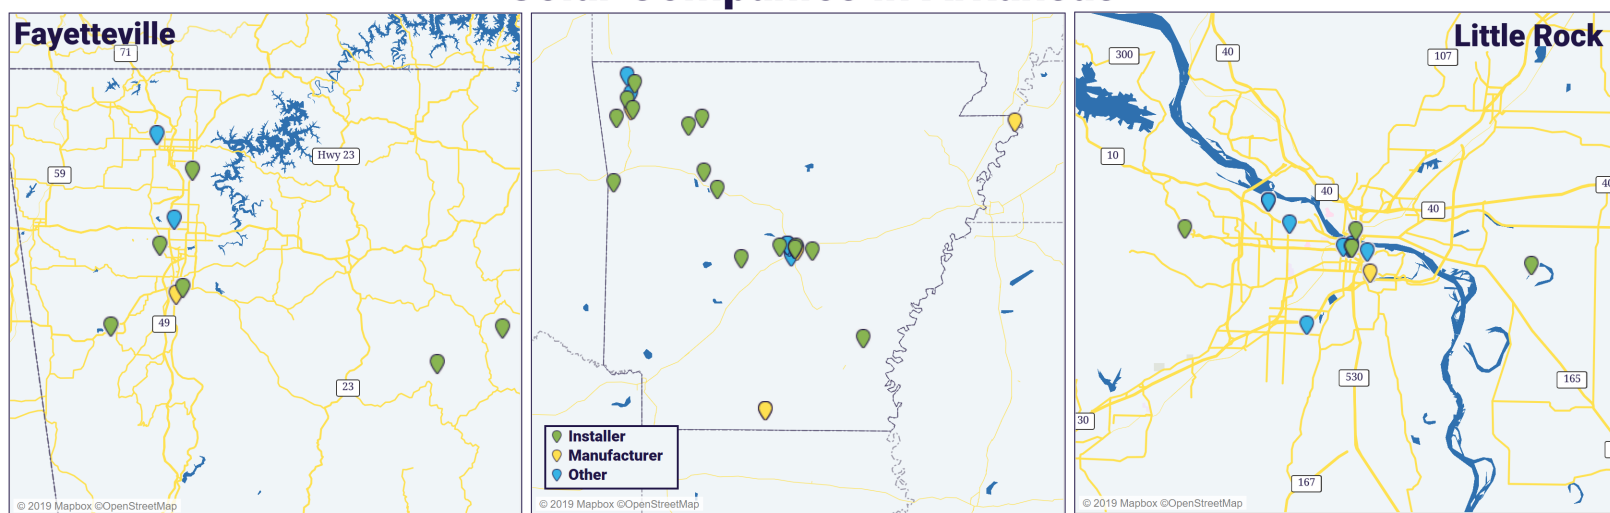 Fayetteville
71
Hwy 23
59
49
23
© 2019 Mapbox ©OpenStreetMap
Installer
Manufacturer
Other
© 2019 Mapbox ©OpenStreetMap
Little Rock
300
40
107
10
40
40
530
165
30
167
© 2019 Mapbox ©OpenStreetMap